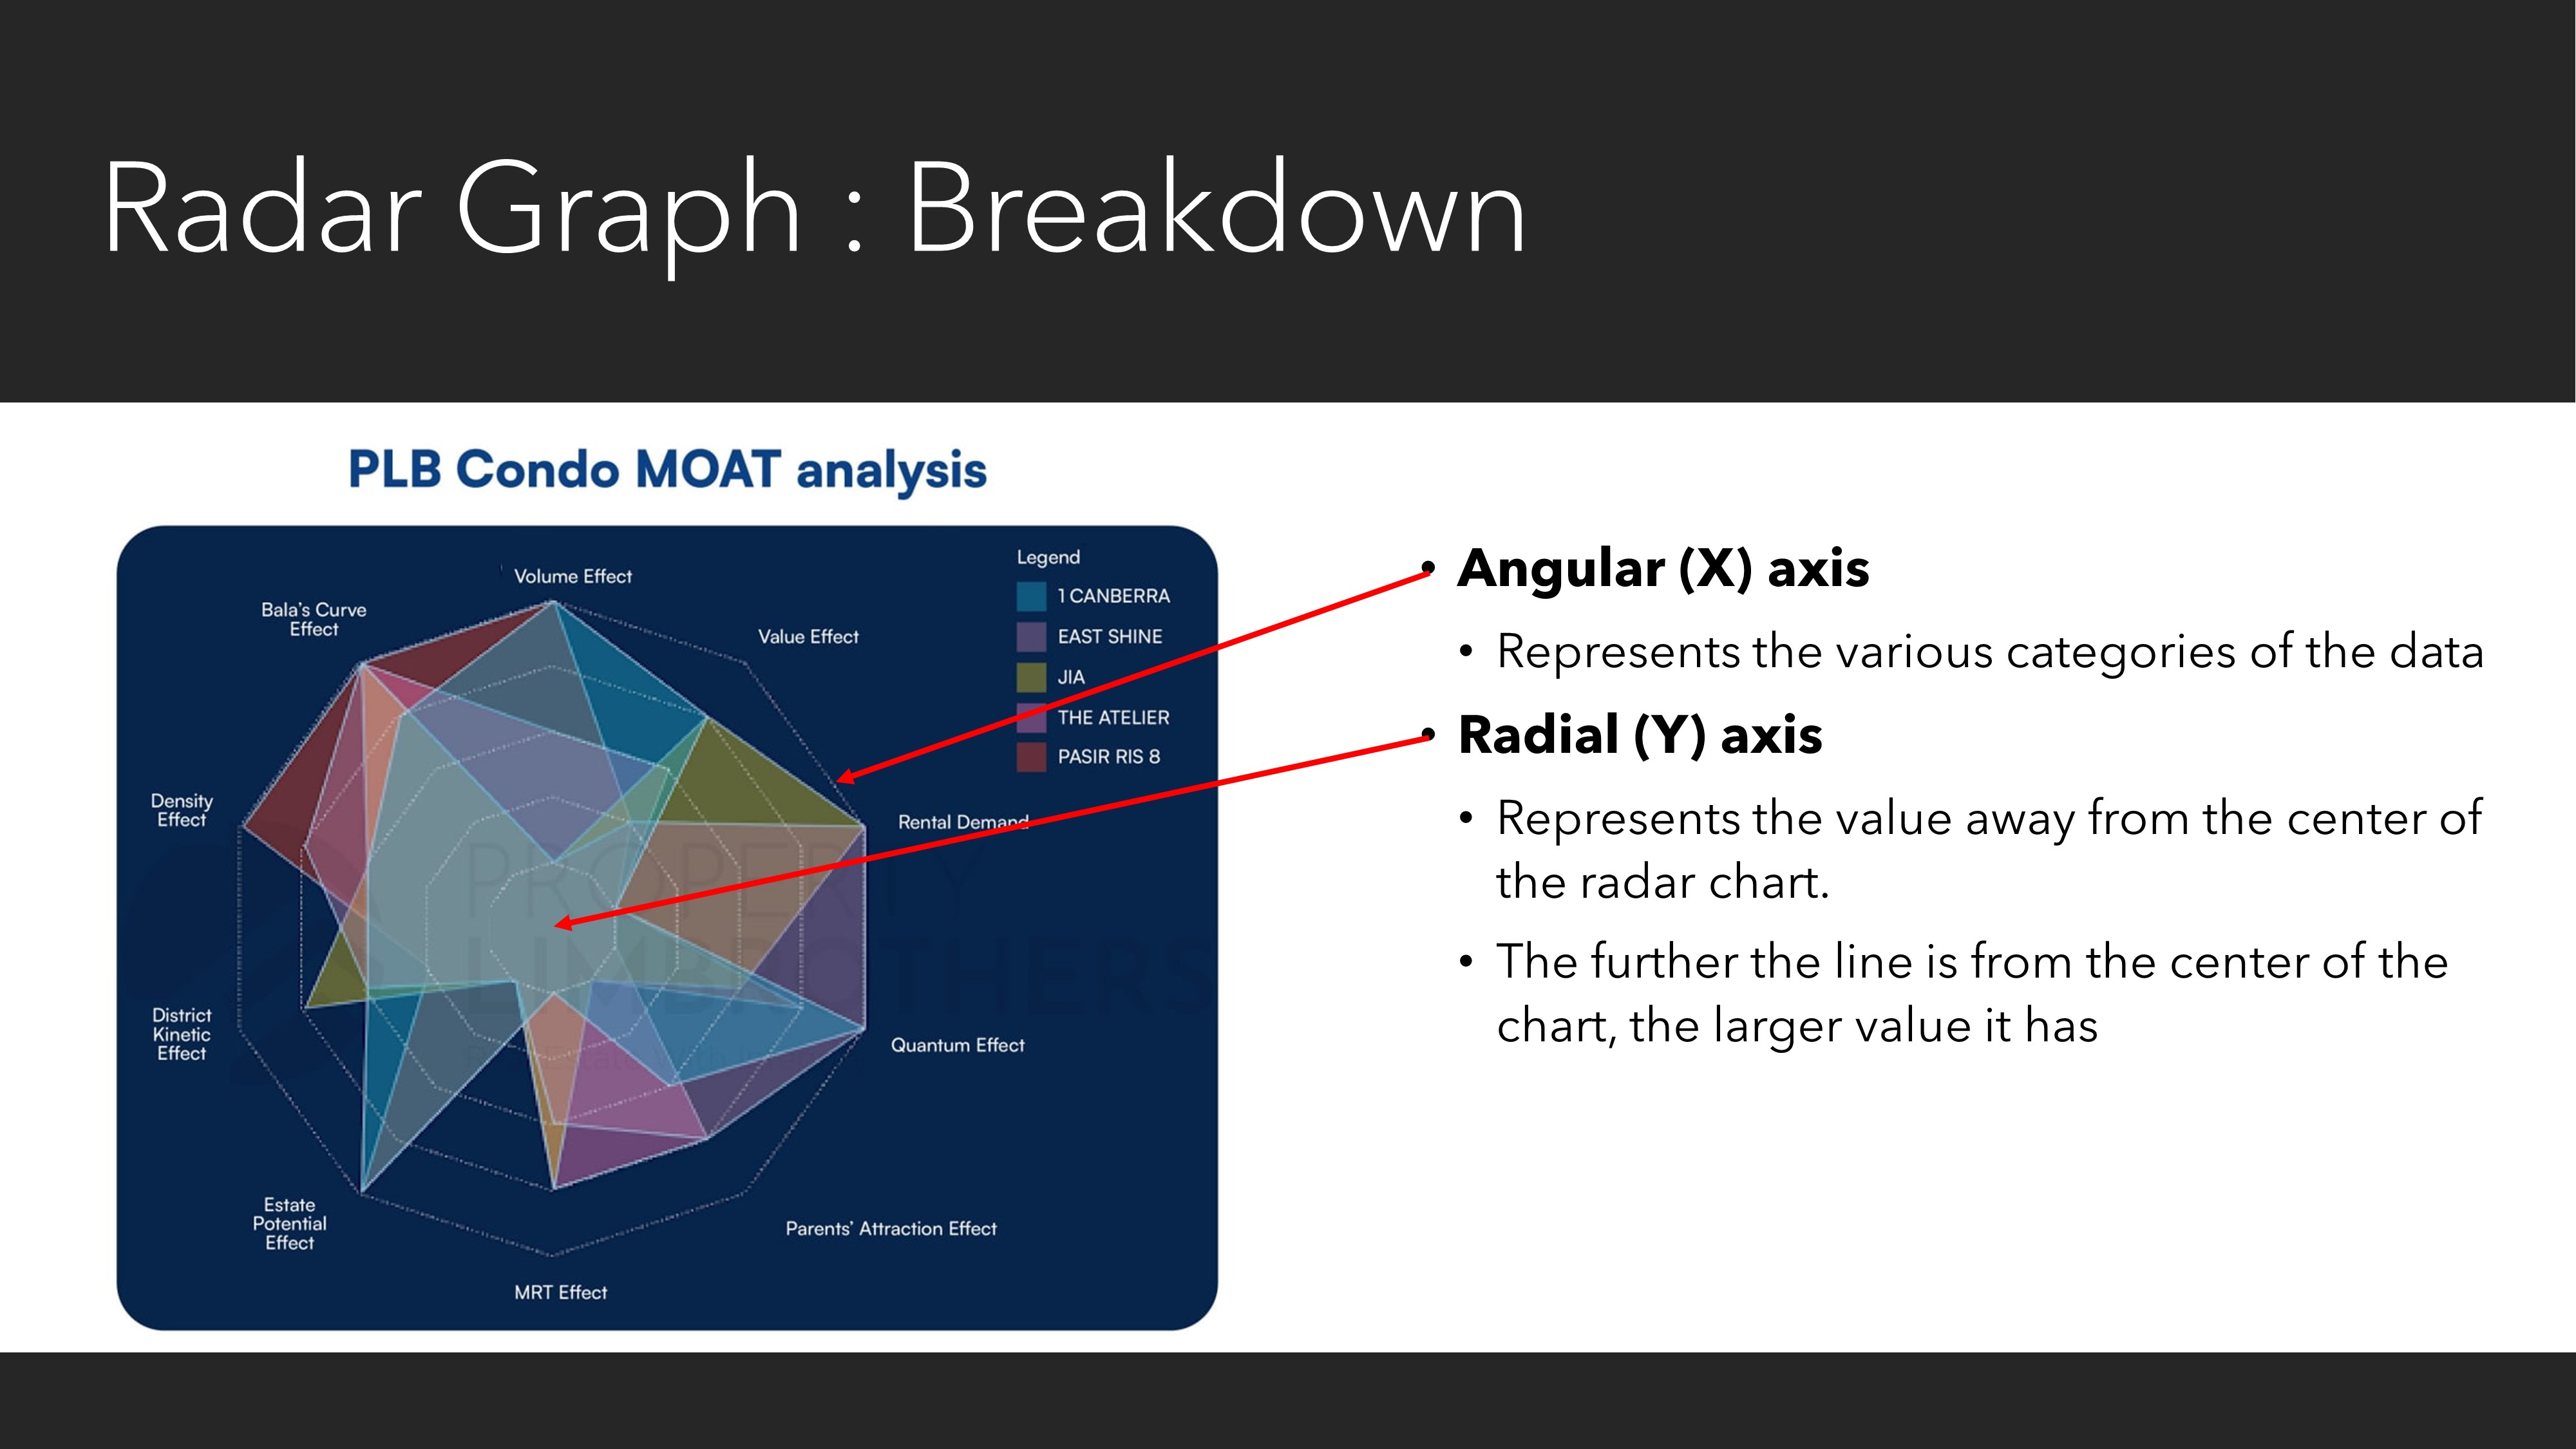 Radar Graph : Breakdown
PLB Condo MOAT analysis
Legend
1 CANBERRA
EAST SHINE
JIA
THE ATELIER
PASIR RIS 8
Volume Effect
Value Effect
Rental Demand
Quantum Effect
Parents' Attraction Effect
MRT Effect
Estate
Potential
Effect
District
Kinetic
Effect
Density
Effect
Bala's Curve
Effect
PROPERTY
LIMBROTHERS
• Angular (X) axis
• Represents the various categories of the data
• Radial (Y) axis
• Represents the value away from the center of
the radar chart.
• The further the line is from the center of the
chart, the larger value it has